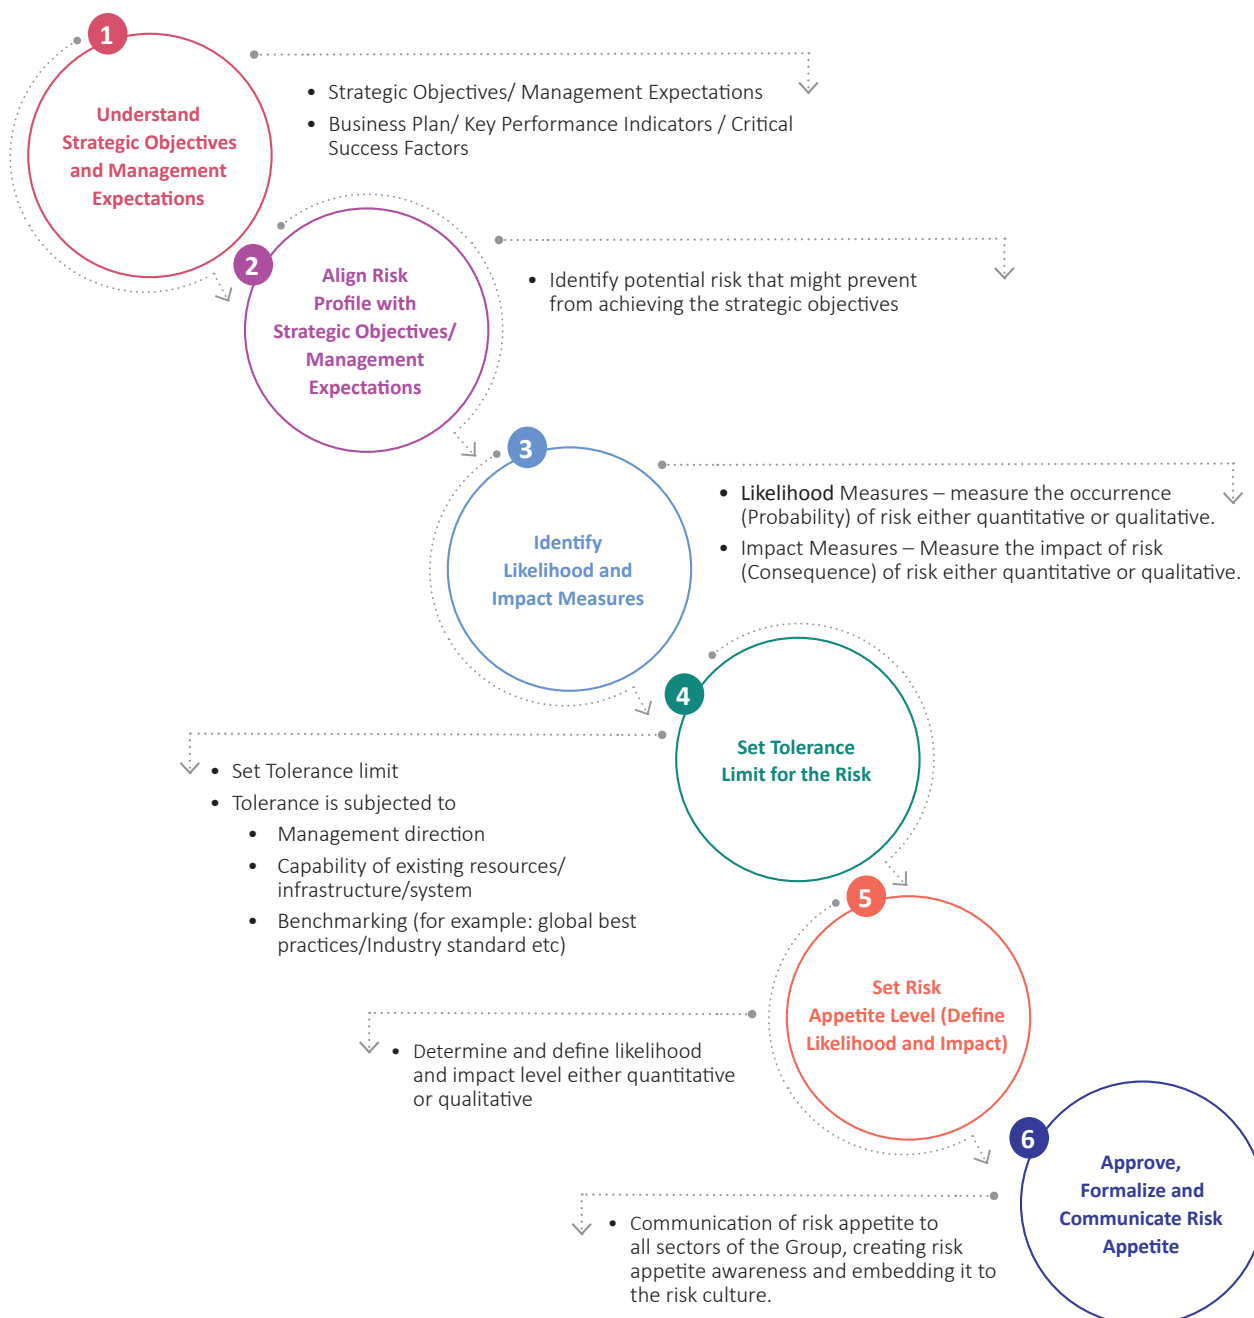 1
Understand
Strategic Objectives
and Management
Expectations
• Strategic Objectives/ Management Expectations
• Business Plan/ Key Performance Indicators / Critical
Success Factors
2
Align Risk
Profile with
Strategic Objectives/
Management
Expectations
• Identify potential risk that might prevent
from achieving the strategic objectives
3
Identify
Likelihood and
Impact Measures
• Likelihood Measures – measure the occurrence
(Probability) of risk either quantitative or qualitative.
• Impact Measures – Measure the impact of risk
(Consequence) of risk either quantitative or qualitative.
4
Set Tolerance
Limit for the Risk
• Set Tolerance limit
• Tolerance is subjected to
• Management direction
• Capability of existing resources/
infrastructure/system
• Benchmarking (for example: global best
practices/Industry standard etc)
5
Set Risk
Appetite Level (Define
Likelihood and Impact)
• Determine and define likelihood
and impact level either quantitative
or qualitative
6
Approve,
Formalize and
Communicate Risk
Appetite
• Communication of risk appetite to
all sectors of the Group, creating risk
appetite awareness and embedding it to
the risk culture.